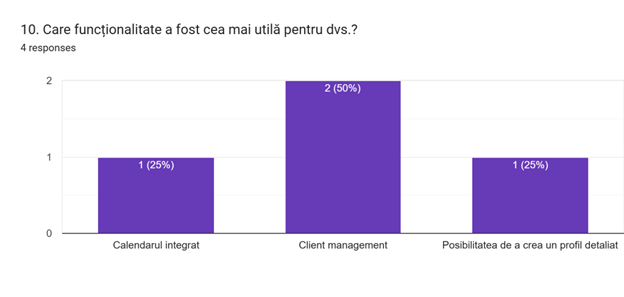 10. Care funcționalitate a fost cea mai utilă pentru dvs.?
4 responses
2
1
0
1 (25%)
2 (50%)
1 (25%)
Calendarul integrat
Client management
Posibilitatea de a crea un profil detaliat